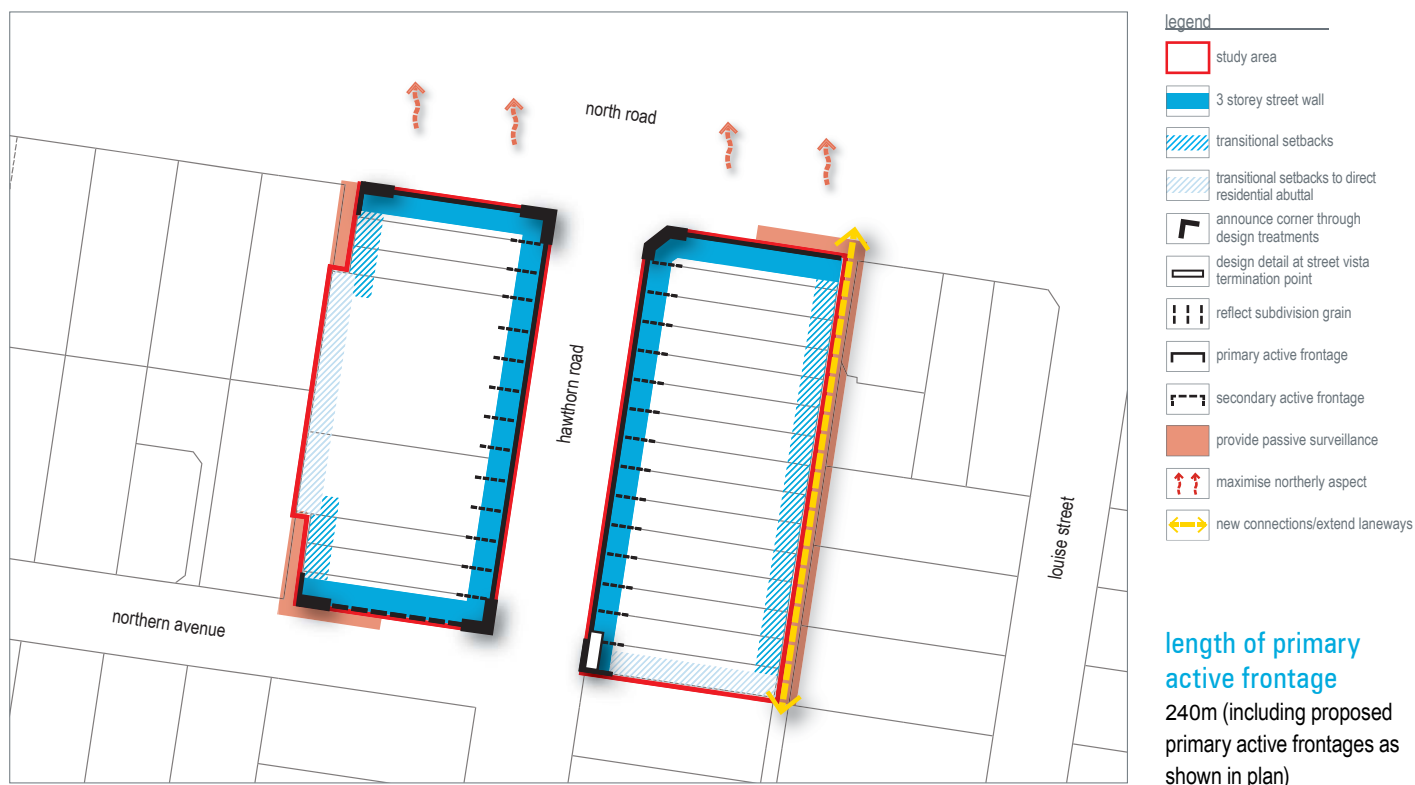 north road
hawthorn road
louise street
northern avenue
legend
study area
3 storey street wall
transitional setbacks
transitional setbacks to direct
residential abuttal
announce corner through
design treatments
design detail at street vista
termination point
reflect subdivision grain
primary active frontage
secondary active frontage
provide passive surveillance
maximise northerly aspect
new connections/extend laneways
length of primary
active frontage
240m (including proposed
primary active frontages as
shown in plan)